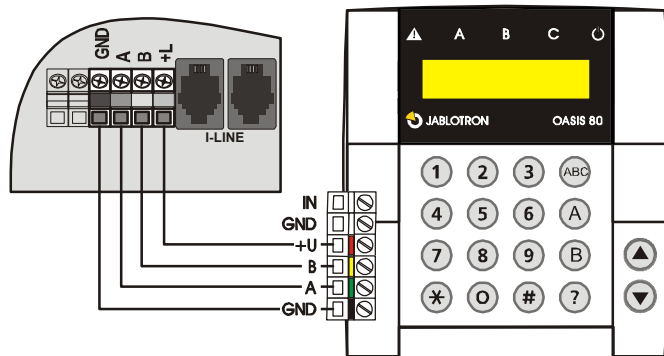 GND A B +L
I-LINE
A B C
JABLOTRON OASIS 80
1 2 3 ABC
4 5 6 A
7 8 9 B
* 0 # ?
IN
GND
+U
B
A
GND